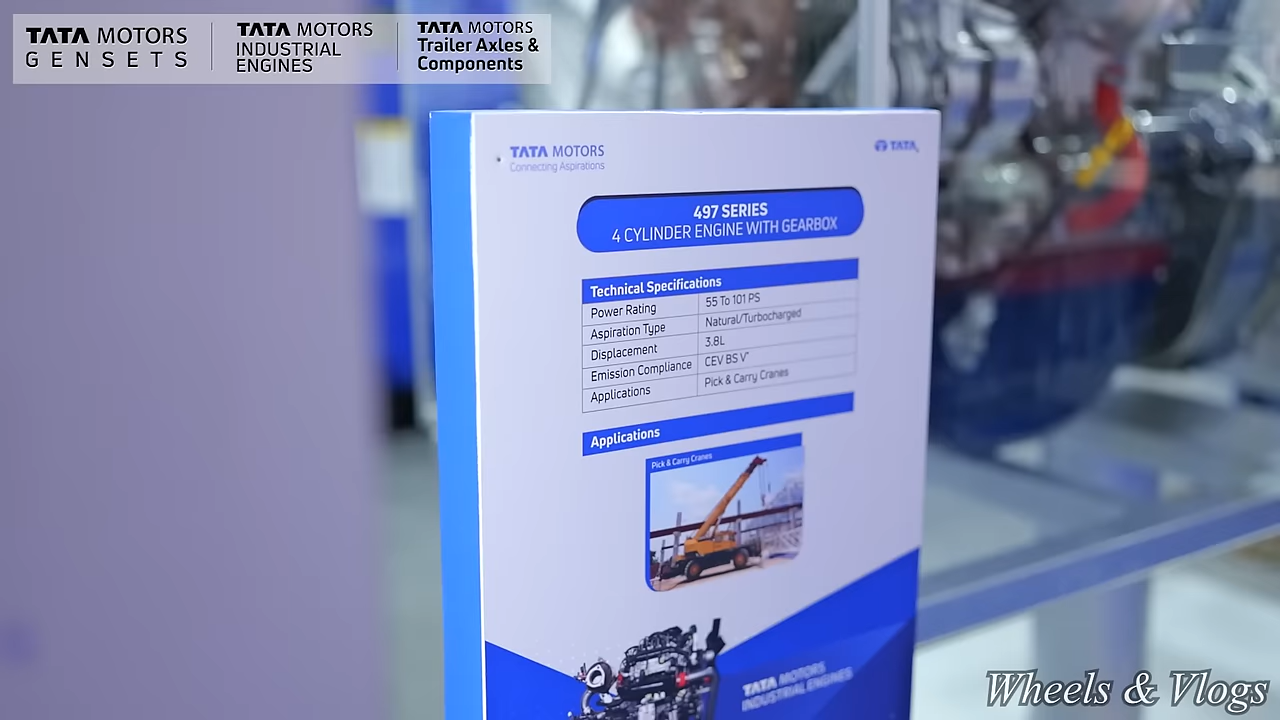 TATA MOTORS
GENSETS
TATA MOTORS
INDUSTRIAL
ENGINES
TATA MOTORS
Trailer Axles &
Components
TATA MOTORS
Connecting Aspirations
TATA
497 SERIES
4 CYLINDER ENGINE WITH GEARBOX
Technical Specifications
Power Rating 55 To 101 PS
Aspiration Type Natural/Turbocharged
Displacement 3.8L
Emission Compliance CEV BS V*
Applications Pick & Carry Cranes
Applications
Pick & Carry Cranes
TATA MOTORS
INDUSTRIAL ENGINES
Wheels & Vlogs